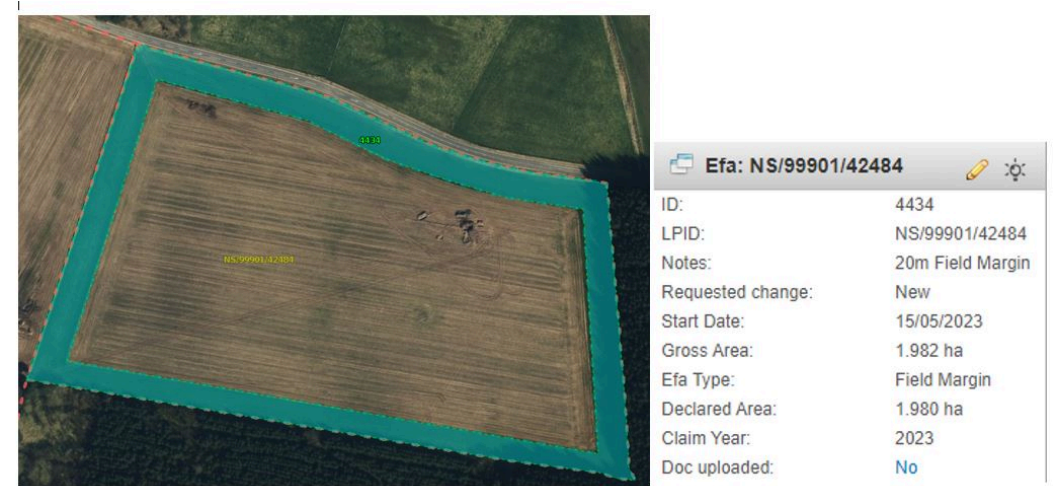 4434
NS/99901/42484
Efa: NS/99901/42484
ID: 4434
LPID: NS/99901/42484
Notes: 20m Field Margin
Requested change: New
Start Date: 15/05/2023
Gross Area: 1.982 ha
Efa Type: Field Margin
Declared Area: 1.980 ha
Claim Year: 2023
Doc uploaded: No